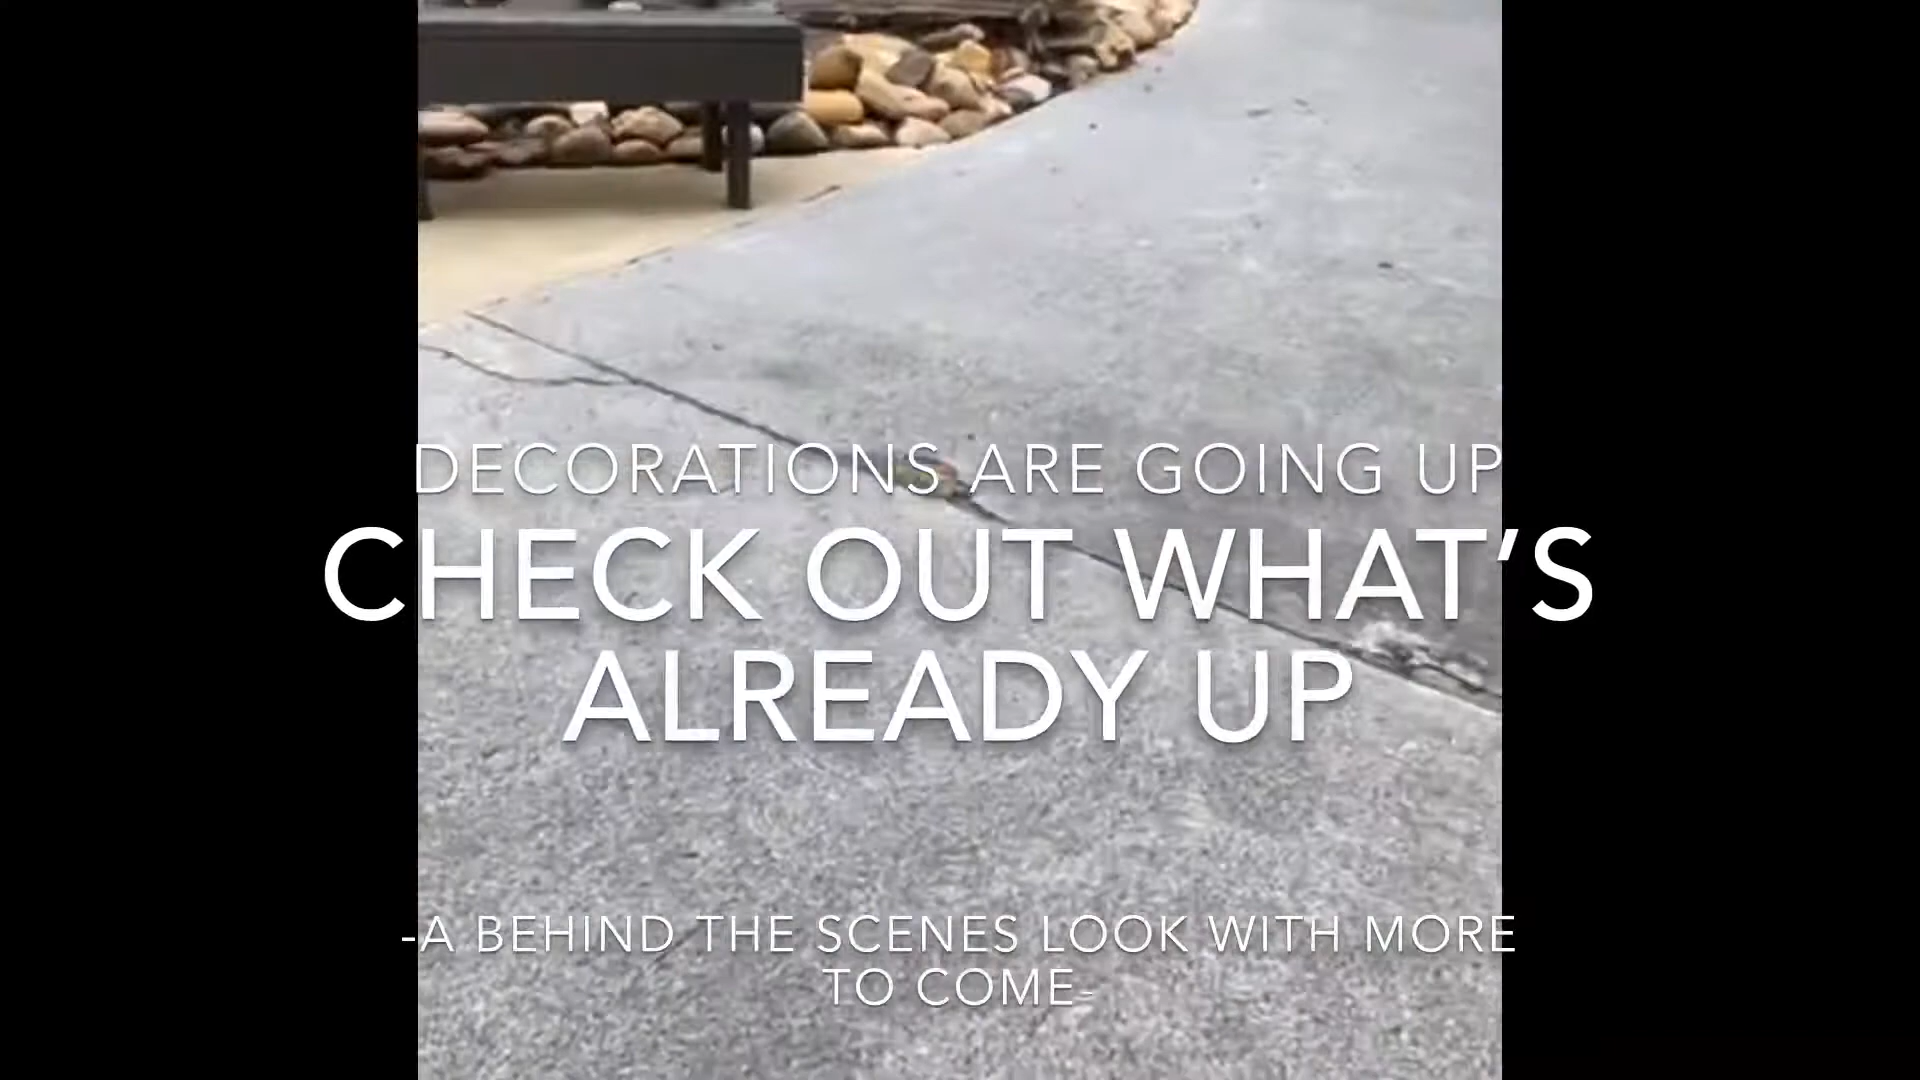 DECORATIONS ARE GOING UP
CHECK OUT WHAT'S
ALREADY UP
-A BEHIND THE SCENES LOOK WITH MORE
TO COME-